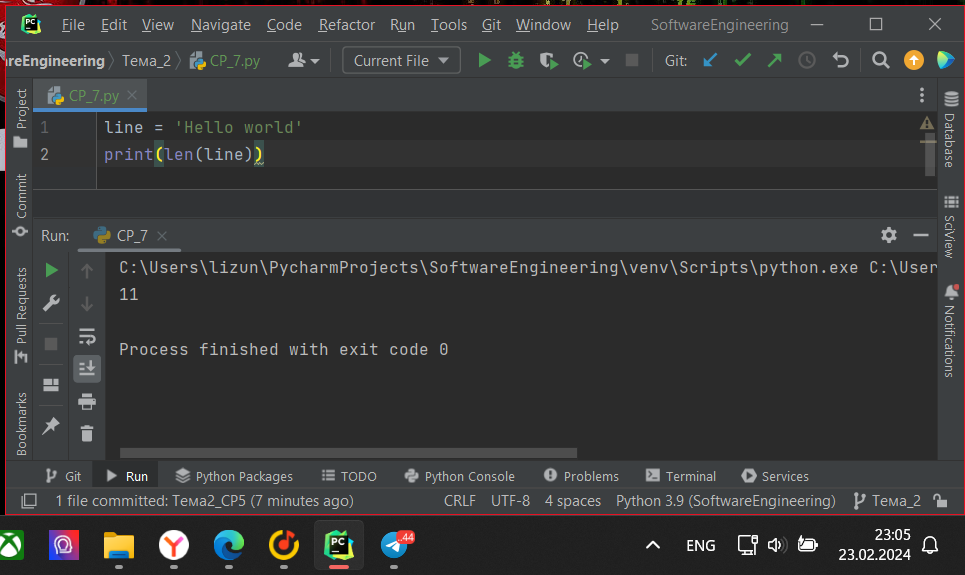 PC File Edit View Navigate Code Refactor Run Tools Git Window Help SoftwareEngineering
reEngineering Тема_2 CP_7.py Current File Git:
CP_7.py
1 line = 'Hello world'
2 print(len(line))
Project
Commit
Pull Requests
Bookmarks
Database
SciView
Notifications
Run: CP_7
C:\Users\lizun\PycharmProjects\SoftwareEngineering\venv\Scripts\python.exe C:\User
11
Process finished with exit code 0
Git Run Python Packages TODO Python Console Problems Terminal Services
1 file committed: Тема2_CP5 (7 minutes ago) CRLF UTF-8 4 spaces Python 3.9 (SoftwareEngineering) Тема_2
PC 44 ENG 23:05
23.02.2024